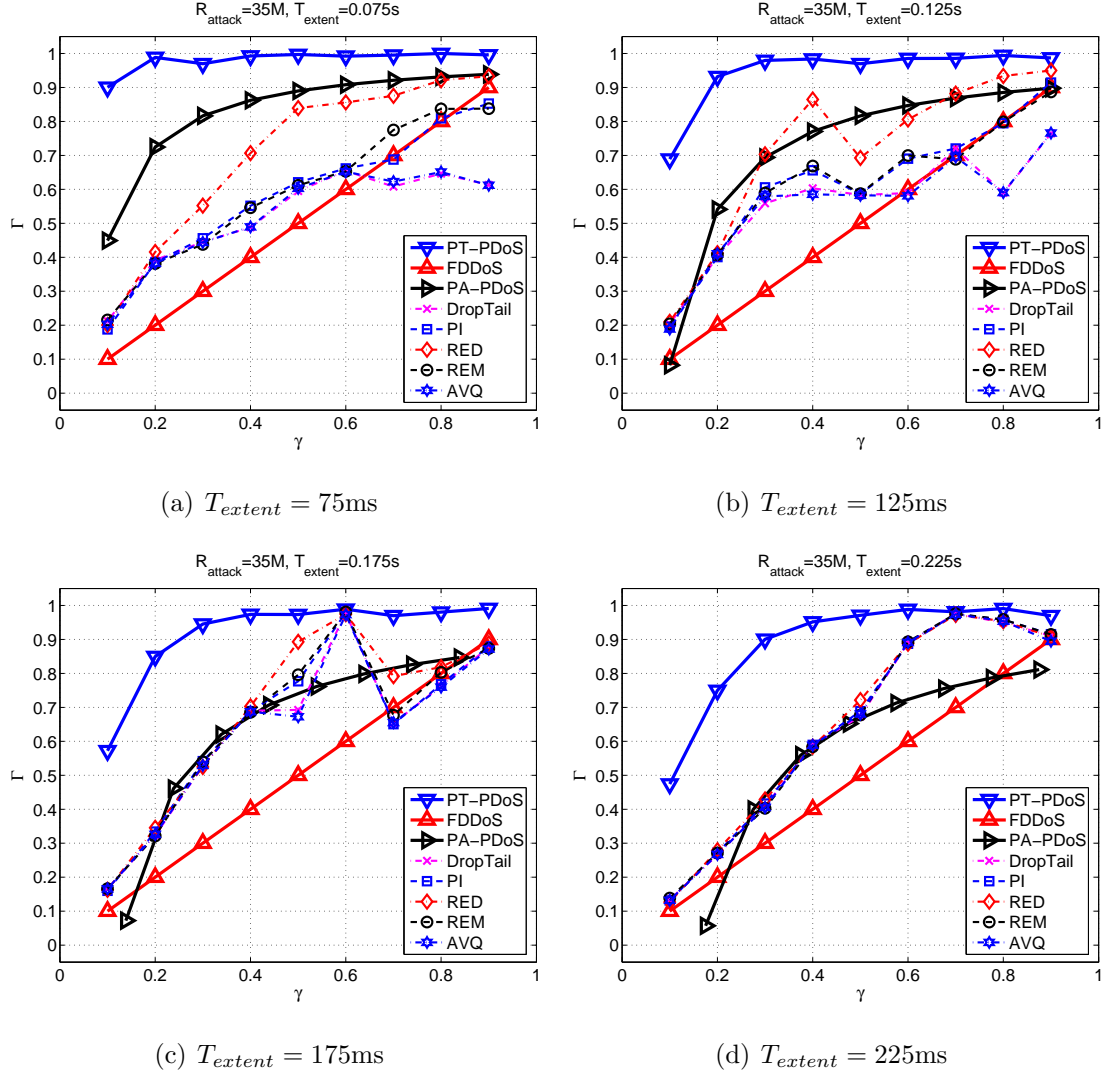 R_attack=35M, T_extent=0.075s
1
0.9
0.8
0.7
0.6
0.5
0.4
0.3
0.2
0.1
0
Γ
PT−PDoS
FDDoS
PA−PDoS
DropTail
PI
RED
REM
AVQ
0 0.2 0.4 0.6 0.8 1
γ
(a) T_extent = 75ms
R_attack=35M, T_extent=0.125s
1
0.9
0.8
0.7
0.6
0.5
0.4
0.3
0.2
0.1
0
Γ
PT−PDoS
FDDoS
PA−PDoS
DropTail
PI
RED
REM
AVQ
0 0.2 0.4 0.6 0.8 1
γ
(b) T_extent = 125ms
R_attack=35M, T_extent=0.175s
1
0.9
0.8
0.7
0.6
0.5
0.4
0.3
0.2
0.1
0
Γ
PT−PDoS
FDDoS
PA−PDoS
DropTail
PI
RED
REM
AVQ
0 0.2 0.4 0.6 0.8 1
γ
(c) T_extent = 175ms
R_attack=35M, T_extent=0.225s
1
0.9
0.8
0.7
0.6
0.5
0.4
0.3
0.2
0.1
0
Γ
PT−PDoS
FDDoS
PA−PDoS
DropTail
PI
RED
REM
AVQ
0 0.2 0.4 0.6 0.8 1
γ
(d) T_extent = 225ms